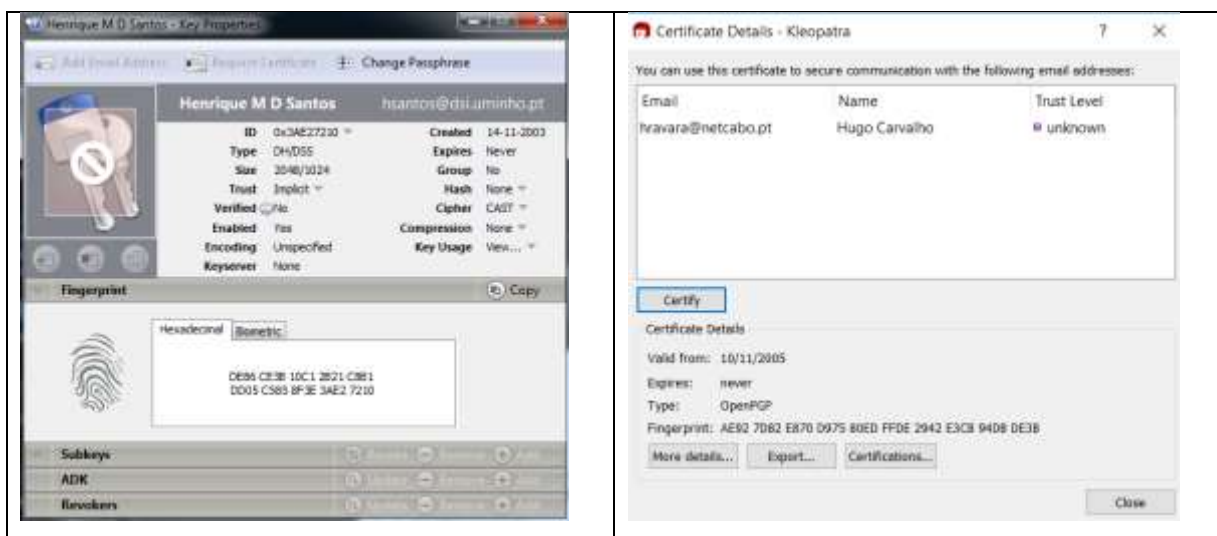 Henrique M D Santos - Key Properties
Add Email Address Request Certificate Change Passphrase
Henrique M D Santos hsantos@dsi.uminho.pt
ID 0x3AE27210 Created 14-11-2003
Type DH/DSS Expires Never
Size 2048/1024 Group No
Trust Implicit Hash None
Verified No Cipher CAST
Enabled Yes Compression None
Encoding Unspecified Key Usage View...
Keyserver None
Fingerprint Copy
Hexadecimal Biometric
CE3B 10C1 2B21
DD05 C585 8F3E 3AE2 7210
Subkeys
ADK
Revokers
Certificate Details - Kleopatra ? ×
You can use this certificate to secure communication with the following email addresses:
Email Name Trust Level
hravara@netcabo.pt Hugo Carvalho unknown
Certify
Certificate Details
Valid from: 10/11/2005
Expires: never
Type: OpenPGP
Fingerprint: AE92 7DB2 E870 D975 80ED FFDE 2942 E3C8 94D8 DE3B
More details... Export... Certifications...
Close